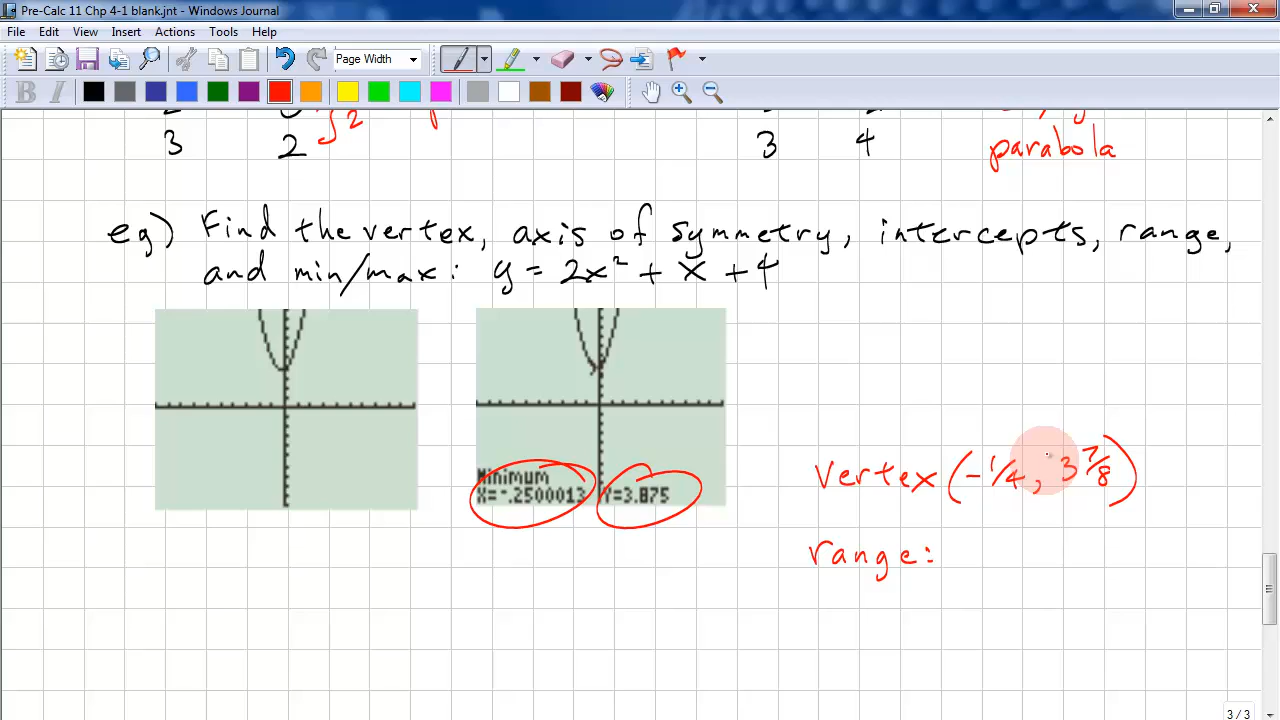 Pre-Calc 11 Chp 4-1 blank.jnt - Windows Journal
File Edit View Insert Actions Tools Help
Page Width
B I
2
3 2
3 4
parabola
eg) Find the vertex, axis of symmetry, intercepts, range,
and min/max: y = 2x² + x + 4
Minimum
X=-.2500013 Y=3.875
vertex (-1/4, 3 7/8)
range:
3/3